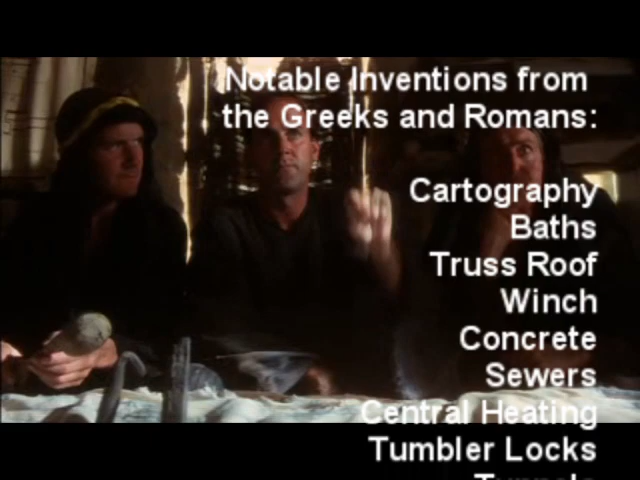 Notable Inventions from
the Greeks and Romans:
Cartography
Baths
Truss Roof
Winch
Concrete
Sewers
Central Heating
Tumbler Locks